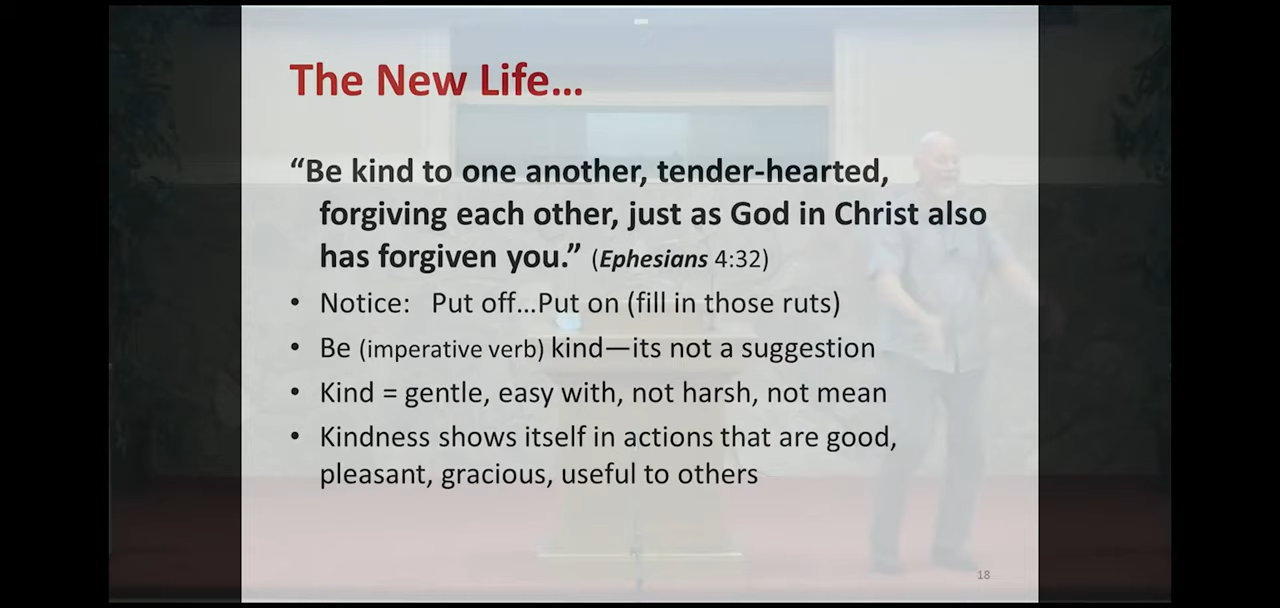 The New Life...
“Be kind to one another, tender-hearted,
forgiving each other, just as God in Christ also
has forgiven you.” (Ephesians 4:32)
• Notice: Put off...Put on (fill in those ruts)
• Be (imperative verb) kind—its not a suggestion
• Kind = gentle, easy with, not harsh, not mean
• Kindness shows itself in actions that are good,
pleasant, gracious, useful to others
18